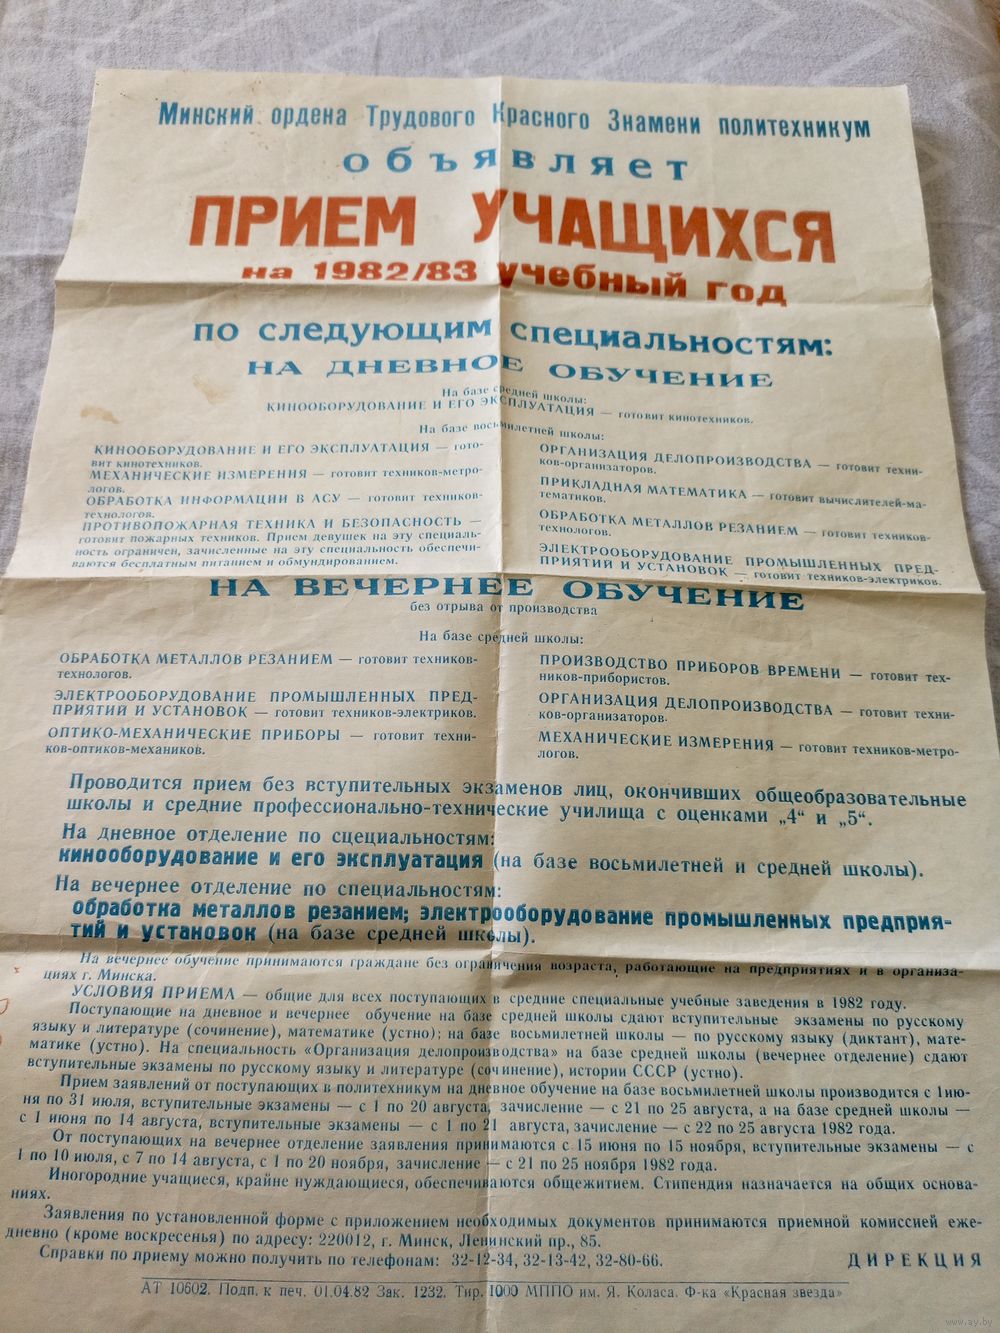 Минский ордена Трудового Красного Знамени политехникум
объявляет
ПРИЕМ УЧАЩИХСЯ
на 1982/83 учебный год
по следующим специальностям:
НА ДНЕВНОЕ ОБУЧЕНИЕ
На базе средней школы:
КИНООБОРУДОВАНИЕ И ЕГО ЭКСПЛУАТАЦИЯ — готовит кинотехников.
На базе восьмилетней школы:
КИНООБОРУДОВАНИЕ И ЕГО ЭКСПЛУАТАЦИЯ — гото-
вит кинотехников.
МЕХАНИЧЕСКИЕ ИЗМЕРЕНИЯ — готовит техников-метро-
логов.
ОБРАБОТКА ИНФОРМАЦИИ В АСУ — готовит техников-
технологов.
ПРОТИВОПОЖАРНАЯ ТЕХНИКА И БЕЗОПАСНОСТЬ —
готовит пожарных техников. Прием девушек на эту специаль-
ность ограничен, зачисленные на эту специальность обеспечи-
ваются бесплатным питанием и обмундированием.
ОРГАНИЗАЦИЯ ДЕЛОПРОИЗВОДСТВА — готовит техни-
ков-организаторов.
ПРИКЛАДНАЯ МАТЕМАТИКА — готовит вычислителей-ма-
тематиков.
ОБРАБОТКА МЕТАЛЛОВ РЕЗАНИЕМ — готовит техников-
технологов.
ЭЛЕКТРООБОРУДОВАНИЕ ПРОМЫШЛЕННЫХ ПРЕД-
ПРИЯТИЙ И УСТАНОВОК — готовит техников-электриков.
НА ВЕЧЕРНЕЕ ОБУЧЕНИЕ
без отрыва от производства
На базе средней школы:
ОБРАБОТКА МЕТАЛЛОВ РЕЗАНИЕМ — готовит техников-
технологов.
ЭЛЕКТРООБОРУДОВАНИЕ ПРОМЫШЛЕННЫХ ПРЕД-
ПРИЯТИЙ И УСТАНОВОК — готовит техников-электриков.
ОПТИКО-МЕХАНИЧЕСКИЕ ПРИБОРЫ — готовит техни-
ков-оптиков-механиков.
ПРОИЗВОДСТВО ПРИБОРОВ ВРЕМЕНИ — готовит тех-
ников-прибористов.
ОРГАНИЗАЦИЯ ДЕЛОПРОИЗВОДСТВА — готовит техни-
ков-организаторов.
МЕХАНИЧЕСКИЕ ИЗМЕРЕНИЯ — готовит техников-метро-
логов.
Проводится прием без вступительных экзаменов лиц, окончивших общеобразовательные
школы и средние профессионально-технические училища с оценками „4“ и „5“.
На дневное отделение по сциециальностям:
кинооборудование и его эксплуатация (на базе восьмилетней и средней школы).
На вечернее отделение по специальностям:
обработка металлов резанием; электрооборудование промышленных предприя-
тий и установок (на базе средней школы).
На вечернее обучение принимаются граждане без ограничения возраста, работающие на предприятиях и в организа-
циях г. Минска.
УСЛОВИЯ ПРИЕМА — общие для всех поступающих в средние специальные учебные заведения в 1982 году.
Поступающие на дневное и вечернее обучение на базе средней школы сдают вступительные экзамены по русскому
языку и литературе (сочинение), математике (устно); на базе восьмилетней школы — по русскому языку (диктант), мате-
матике (устно). На специальность «Организация делопроизводства» на базе средней школы (вечернее отделение) сдают
вступительные экзамены по русскому языку и литературе (сочинение), истории СССР (устно).
Прием заявлений от поступающих в политехникум на дневное обучение на базе восьмилетней школы производится с 1ию-
ня по 31 июля, вступительные экзамены — с 1 по 20 августа, зачисление — с 21 по 25 августа, а на базе средней школы —
с 1 июня по 14 августа, вступительные экзамены — с 1 по 21 августа, зачисление — с 22 по 25 августа 1982 года.
От поступающих на вечернее отделение заявления принимаются с 15 июня по 15 ноября, вступительные экзамены — с
1 по 10 июля, с 7 по 14 августа, с 1 по 20 ноября, зачисление — с 21 по 25 ноября 1982 года.
Иногородние учащиеся, крайне нуждающиеся, обеспечиваются общежитием. Стипендия назначается на общих основа-
ниях.
Заявления по установленной форме с приложением необходимых документов принимаются приемной комиссией еже-
дневно (кроме воскресенья) по адресу: 220012, г. Минск, Ленинский пр., 85.
Справки по приему можно получить по телефонам: 32-12-34, 32-13-42, 32-80-66.
ДИРЕКЦИЯ
АТ 10602. Подп. к печ. 01.04.82 Зак. 1232. Тир. 1000 МППО им. Я. Коласа. Ф-ка «Красная звезда»
www.ay.by